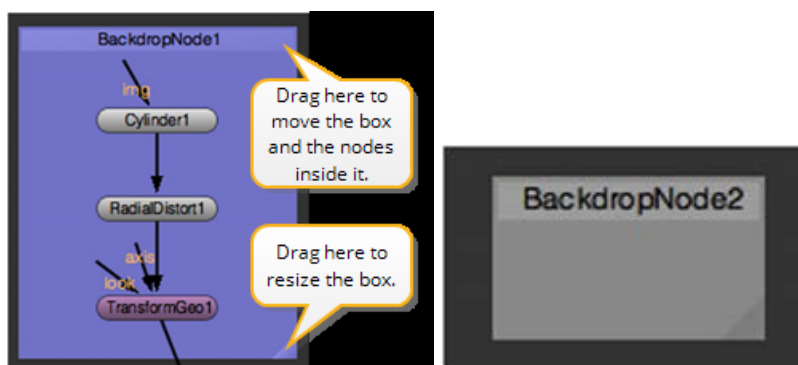 BackdropNode1
img
Cylinder1
Drag here to
move the box
and the nodes
inside it.
RadialDistort1
axis
look
TransformGeo1
Drag here to
resize the box.
BackdropNode2